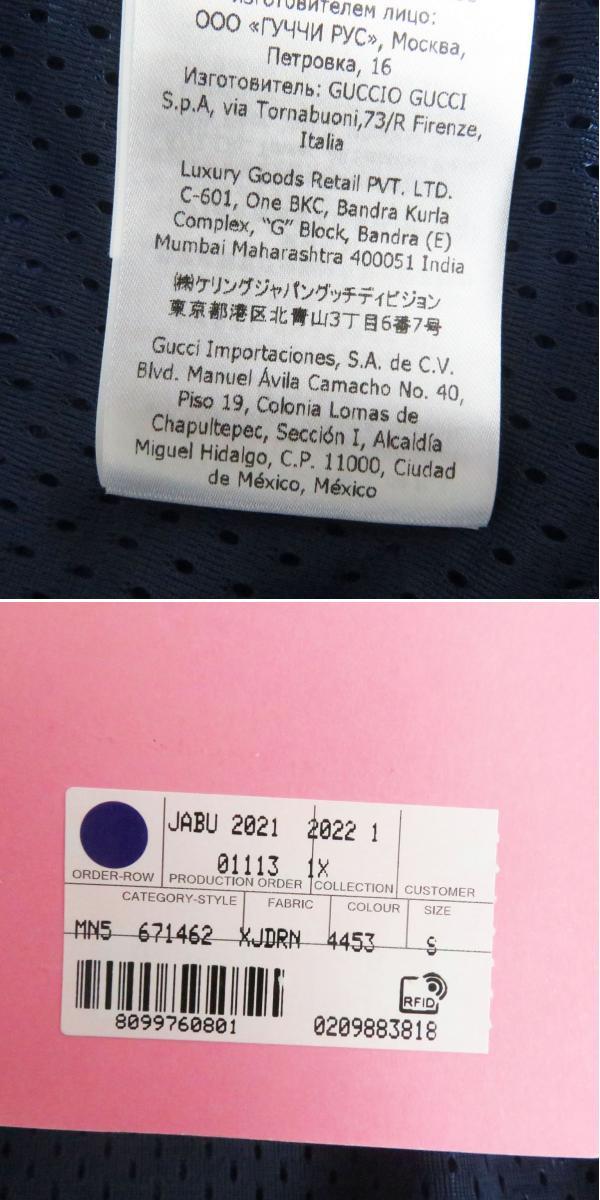 изготовителем лицо:
ООО «ГУЧЧИ РУС», Москва,
Петровка, 16
Изготовитель: GUCCIO GUCCI
S.p.A, via Tornabuoni,73/R Firenze,
Italia
Luxury Goods Retail PVT. LTD.
C-601, One BKC, Bandra Kurla
Complex, "G" Block, Bandra (E)
Mumbai Maharashtra 400051 India
㈱ケリングジャパングッチディビジョン
東京都港区北青山3丁目6番7号
Gucci Importaciones, S.A. de C.V.
Blvd. Manuel Ávila Camacho No. 40,
Piso 19, Colonia Lomas de
Chapultepec, Sección I, Alcaldía
Miguel Hidalgo, C.P. 11000, Ciudad
de México, México
JABU 2021 2022 1
01113 1X
ORDER-ROW PRODUCTION ORDER COLLECTION CUSTOMER
CATEGORY-STYLE FABRIC COLOUR SIZE
MN5 671462 XJDRN 4453 S
RFID
8099760801 0209883818